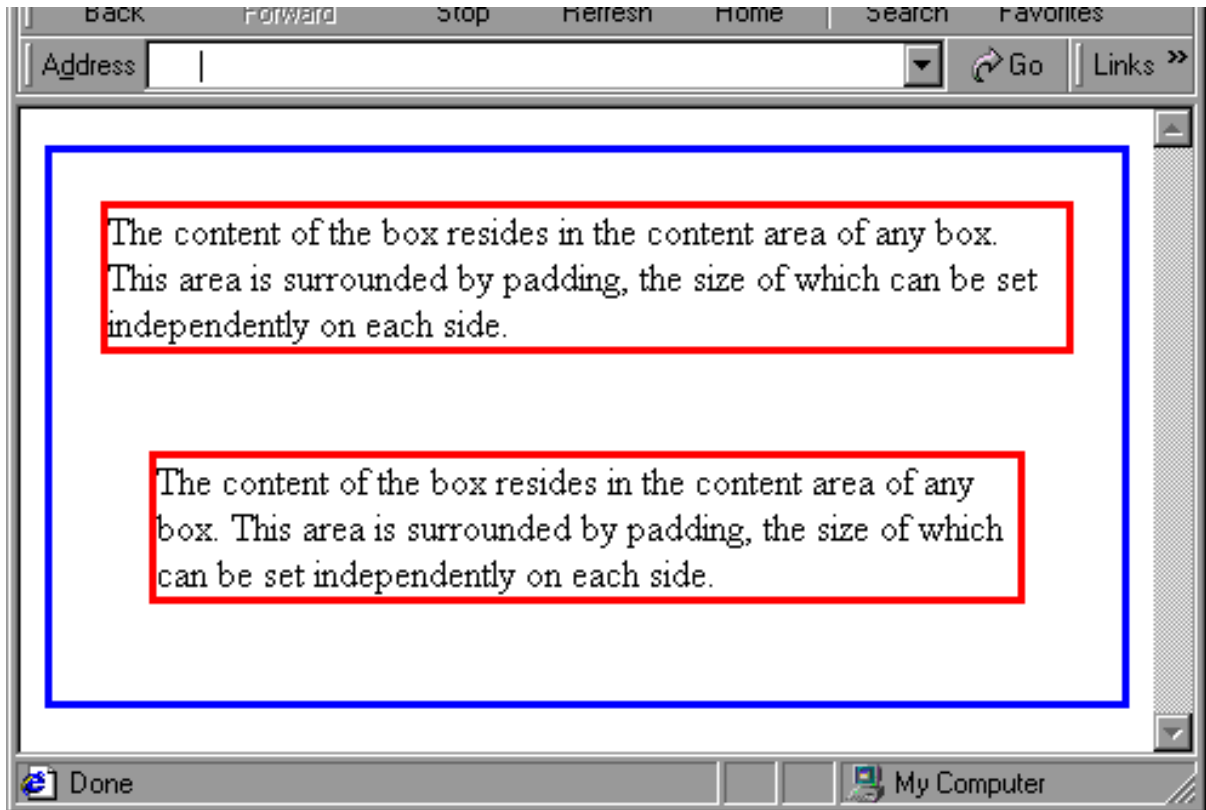 Back Forward Stop Refresh Home Search Favorites
Address Go Links »
The content of the box resides in the content area of any box.
This area is surrounded by padding, the size of which can be set
independently on each side.
The content of the box resides in the content area of any
box. This area is surrounded by padding, the size of which
can be set independently on each side.
Done My Computer